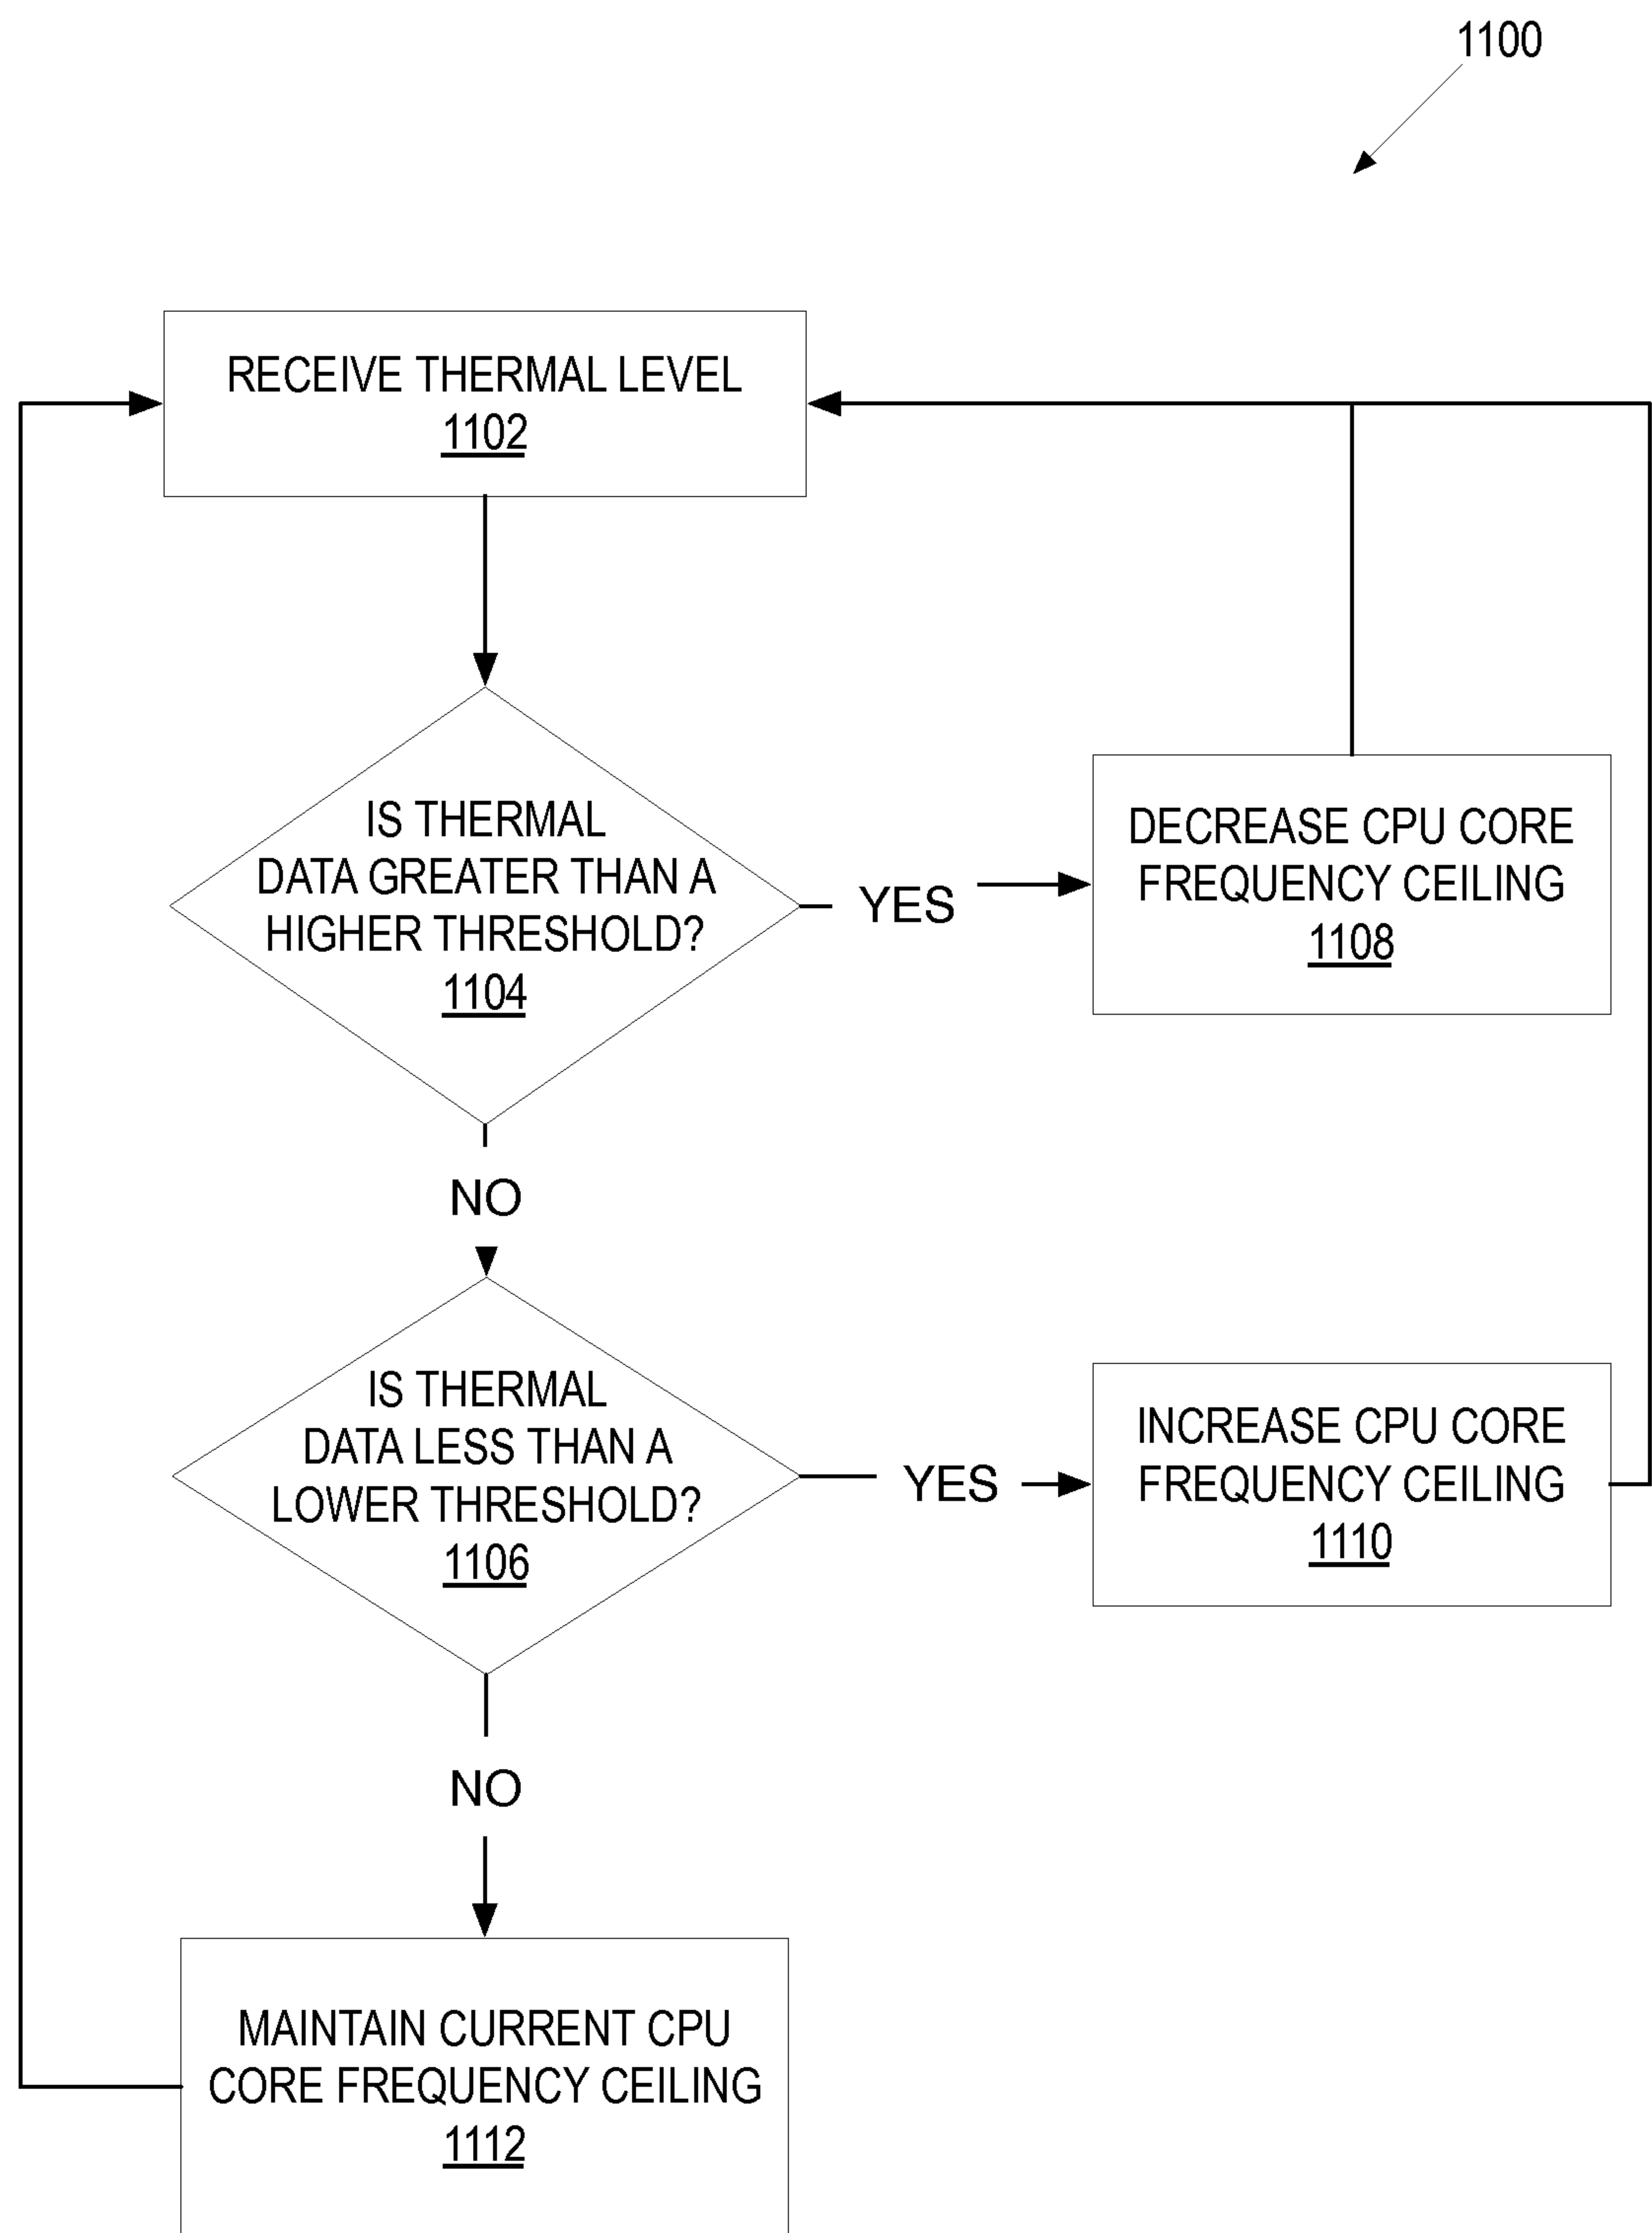 1100
RECEIVE THERMAL LEVEL
1102
IS THERMAL
DATA GREATER THAN A
HIGHER THRESHOLD?
1104
YES
DECREASE CPU CORE
FREQUENCY CEILING
1108
NO
IS THERMAL
DATA LESS THAN A
LOWER THRESHOLD?
1106
YES
INCREASE CPU CORE
FREQUENCY CEILING
1110
NO
MAINTAIN CURRENT CPU
CORE FREQUENCY CEILING
1112